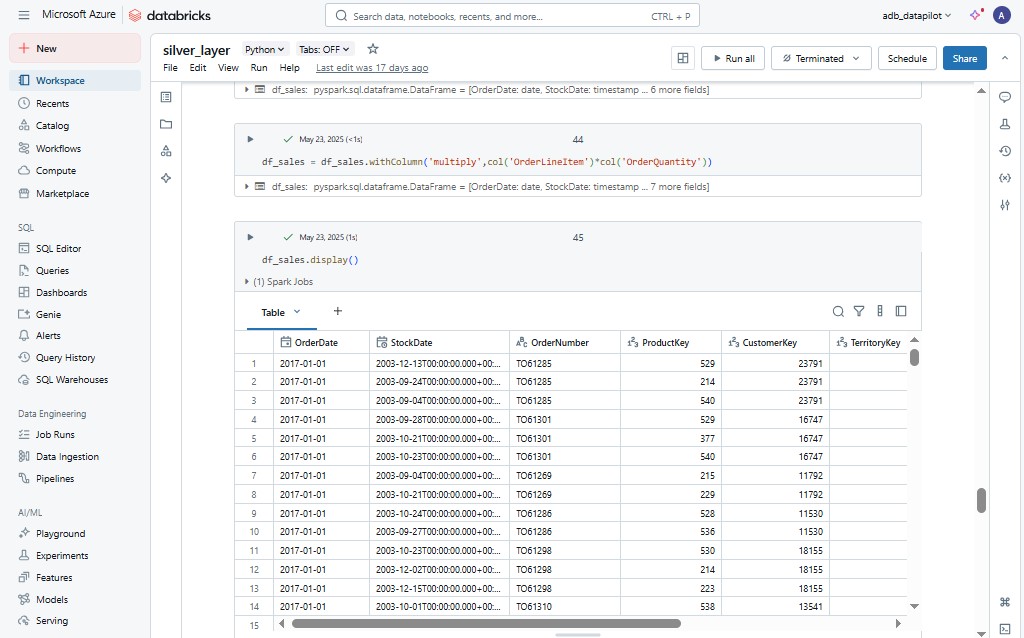 Microsoft Azure
databricks
Search data, notebooks, recents, and more...
CTRL + P
adb_datapilot
A
New
Workspace
Recents
Catalog
Workflows
Compute
Marketplace
SQL
SQL Editor
Queries
Dashboards
Genie
Alerts
Query History
SQL Warehouses
Data Engineering
Job Runs
Data Ingestion
Pipelines
AI/ML
Playground
Experiments
Features
Models
Serving
silver_layer
Python
Tabs: OFF
File Edit View Run Help
Last edit was 17 days ago
Run all
Terminated
Schedule
Share
df_sales: pyspark.sql.dataframe.DataFrame = [OrderDate: date, StockDate: timestamp ... 6 more fields]
May 23, 2025 (<1s) 44
df_sales = df_sales.withColumn('multiply',col('OrderLineItem')*col('OrderQuantity'))
df_sales: pyspark.sql.dataframe.DataFrame = [OrderDate: date, StockDate: timestamp ... 7 more fields]
May 23, 2025 (1s) 45
df_sales.display()
(1) Spark Jobs
Table +
OrderDate StockDate OrderNumber ProductKey CustomerKey TerritoryKey
1 2017-01-01 2003-12-13T00:00:00.000+00:... TO61285 529 23791
2 2017-01-01 2003-09-24T00:00:00.000+00:... TO61285 214 23791
3 2017-01-01 2003-09-04T00:00:00.000+00:... TO61285 540 23791
4 2017-01-01 2003-09-28T00:00:00.000+00:... TO61301 529 16747
5 2017-01-01 2003-10-21T00:00:00.000+00:... TO61301 377 16747
6 2017-01-01 2003-10-23T00:00:00.000+00:... TO61301 540 16747
7 2017-01-01 2003-09-04T00:00:00.000+00:... TO61269 215 11792
8 2017-01-01 2003-10-21T00:00:00.000+00:... TO61269 229 11792
9 2017-01-01 2003-10-24T00:00:00.000+00:... TO61286 528 11530
10 2017-01-01 2003-09-27T00:00:00.000+00:... TO61286 536 11530
11 2017-01-01 2003-10-23T00:00:00.000+00:... TO61298 530 18155
12 2017-01-01 2003-12-02T00:00:00.000+00:... TO61298 214 18155
13 2017-01-01 2003-12-15T00:00:00.000+00:... TO61298 223 18155
14 2017-01-01 2003-10-01T00:00:00.000+00:... TO61310 538 13541
15